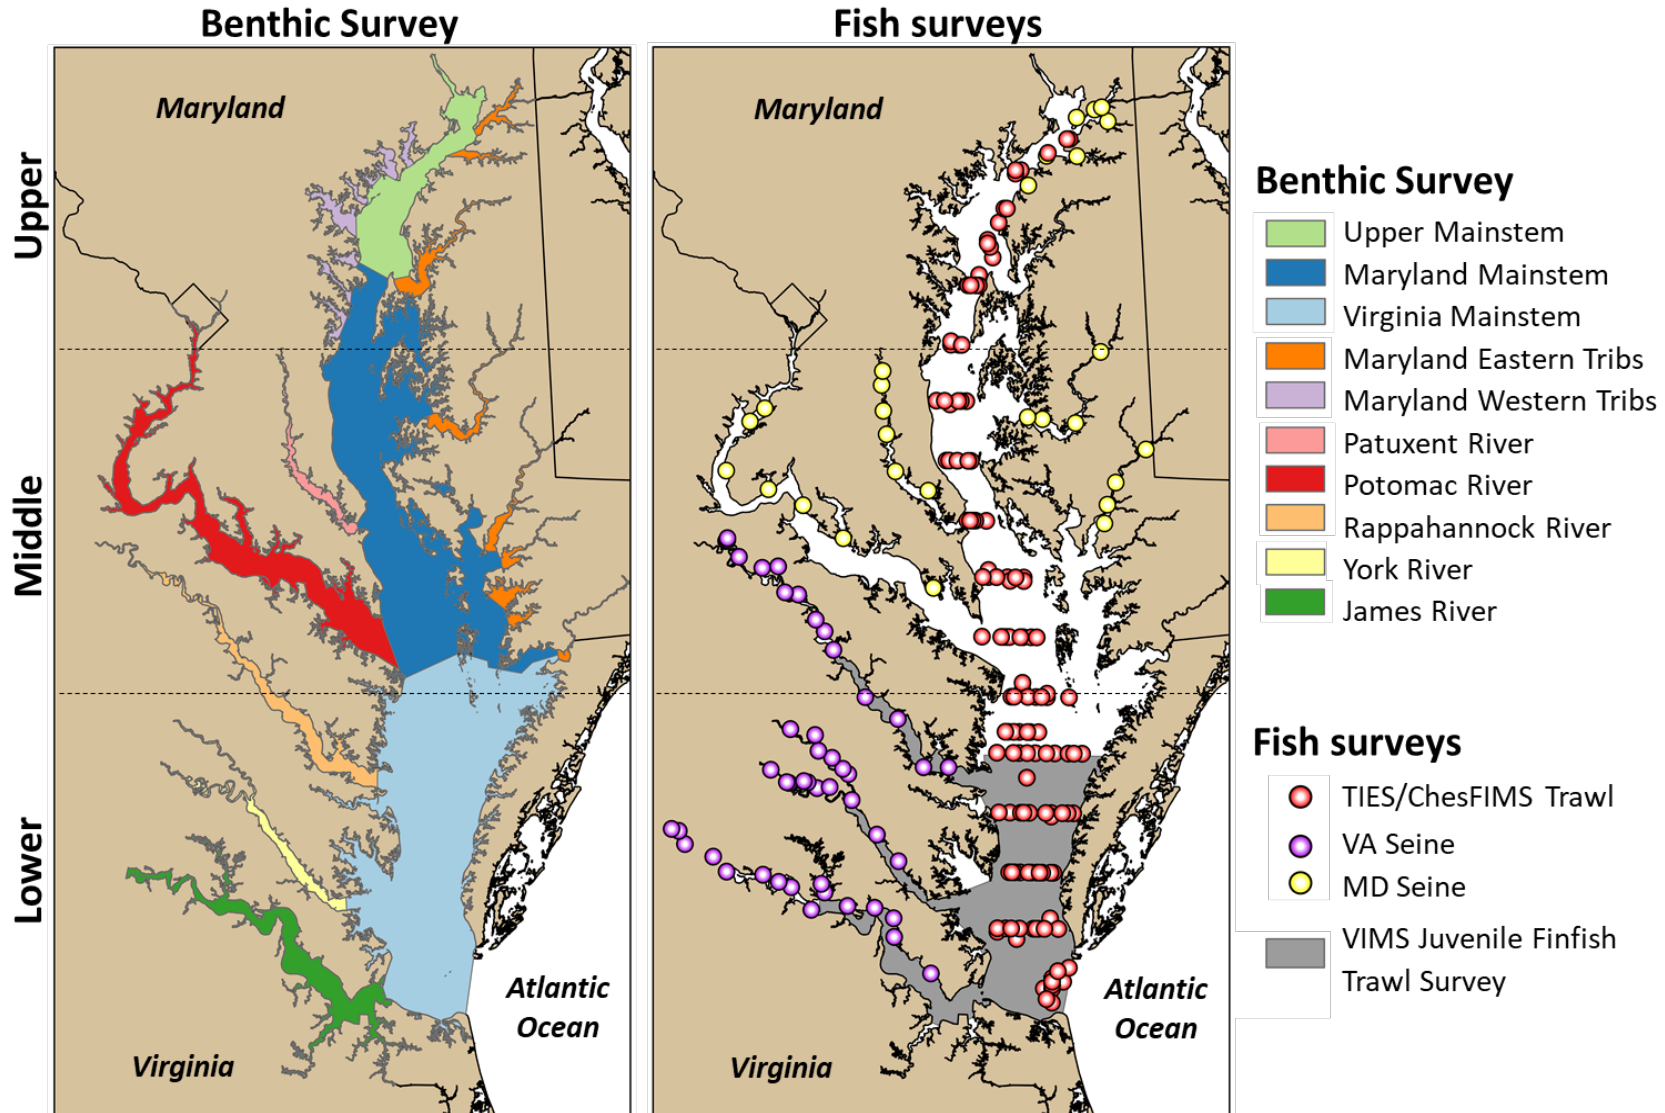 Benthic Survey
Fish surveys
Maryland
Maryland
Upper
Middle
Lower
Atlantic
Ocean
Atlantic
Ocean
Virginia
Virginia
Benthic Survey
Upper Mainstem
Maryland Mainstem
Virginia Mainstem
Maryland Eastern Tribs
Maryland Western Tribs
Patuxent River
Potomac River
Rappahannock River
York River
James River
Fish surveys
TIES/ChesFIMS Trawl
VA Seine
MD Seine
VIMS Juvenile Finfish
Trawl Survey